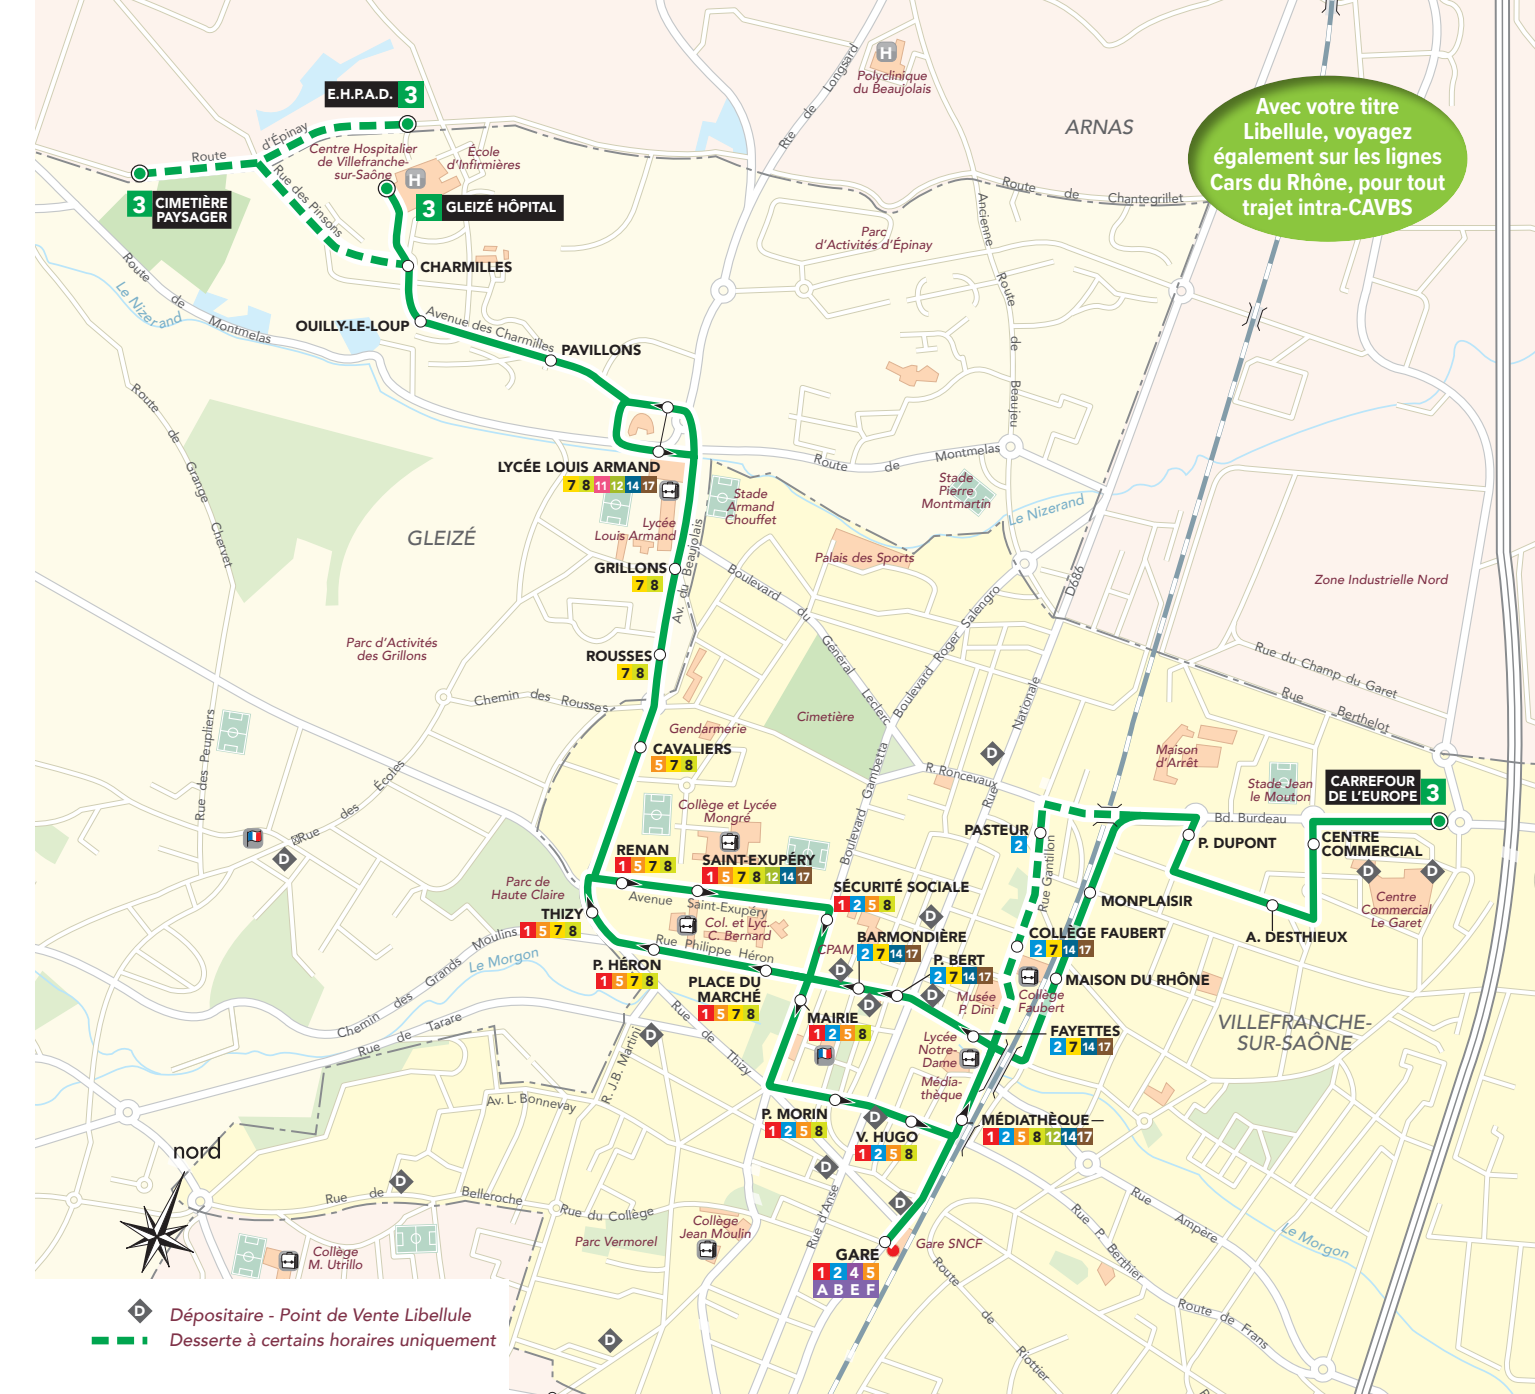 Avec votre titre
Libellule, voyagez
également sur les lignes
Cars du Rhône, pour tout
trajet intra-CAVBS
H
Polyclinique
du Beaujolais
Rte de Longsard
ARNAS
E.H.P.A.D. 3
Route d'Épinay
Centre Hospitalier
de Villefranche-
sur-Saône
H
École
d'Infirmières
Rue des Pinsons
3 CIMETIÈRE
PAYSAGER
3 GLEIZÉ HÔPITAL
Route de Chantegrillet
Ancienne Route de Beaujeu
Parc
d'Activités d'Épinay
CHARMILLES
Route de Montmelas
Le Nizerand
OUILLY-LE-LOUP
Avenue des Charmilles
PAVILLONS
Route de Grange Chervet
LYCÉE LOUIS ARMAND
7 8 11 12 14 17
Route de Montmelas
Stade
Pierre
Montmartin
Stade
Armand
Chouffet
Le Nizerand
Lycée
Louis Armand
GLEIZÉ
Palais des Sports
GRILLONS
7 8
Av. du Beaujolais
Boulevard du Général Leclerc
Boulevard Roger Salengro
D686
Zone Industrielle Nord
Parc d'Activités
des Grillons
ROUSSES
7 8
Rue du Champ du Garet
Rue Berthelot
Chemin des Rousses
Cimetière
Rue Nationale
Gendarmerie
CAVALIERS
5 7 8
Rue des Peupliers
Rue des Écoles
Boulevard Gambetta
R. Roncevaux
D
Maison
d'Arrêt
Stade Jean
le Mouton
CARREFOUR
DE L'EUROPE 3
Collège et Lycée
Mongré
Bd. Burdeau
PASTEUR
2
P. DUPONT
CENTRE
COMMERCIAL
D
RENAN
1 5 7 8
SAINT-EXUPÉRY
1 5 7 8 12 14 17
Rue Gantillon
D
D
Parc de
Haute Claire
SÉCURITÉ SOCIALE
1 2 5 8
MONPLAISIR
Centre
Commercial
Le Garet
Avenue Saint-Exupéry
THIZY
1 5 7 8
Col. et Lyc.
C. Bernard
D
COLLÈGE FAUBERT
2 7 14 17
A. DESTHIEUX
CPAM
BARMONDIÈRE
2 7 14 17
Rue Philippe Héron
Chemin des Grands Moulins
Le Morgon
P. HÉRON
1 5 7 8
D
P. BERT
2 7 14 17
MAISON DU RHÔNE
PLACE DU
MARCHÉ
1 5 7 8
D
D
Musée
P. Dini
Collège
Faubert
MAIRIE
1 2 5 8
FAYETTES
2 7 14 17
VILLEFRANCHE-
SUR-SAÔNE
Rue de Tarare
Rue de Thizy
D
R. J.B. Martini
Lycée
Notre-
Dame
Média-
thèque
Av. L. Bonnevay
P. MORIN
1 2 5 8
D
V. HUGO
1 2 5 8
MÉDIATHÈQUE
1 2 5 8 12 14 17
nord
D
D
Rue de Belleroche
Rue du Collège
Parc Vermorel
Collège
Jean Moulin
Rue d'Anse
D
Rue Ampère
Rue P. Berthier
Le Morgon
GARE
1 2 4 5
A B E F
Gare SNCF
Collège
M. Utrillo
Route de Riottier
Route de Frans
D
D Dépositaire - Point de Vente Libellule
Desserte à certains horaires uniquement